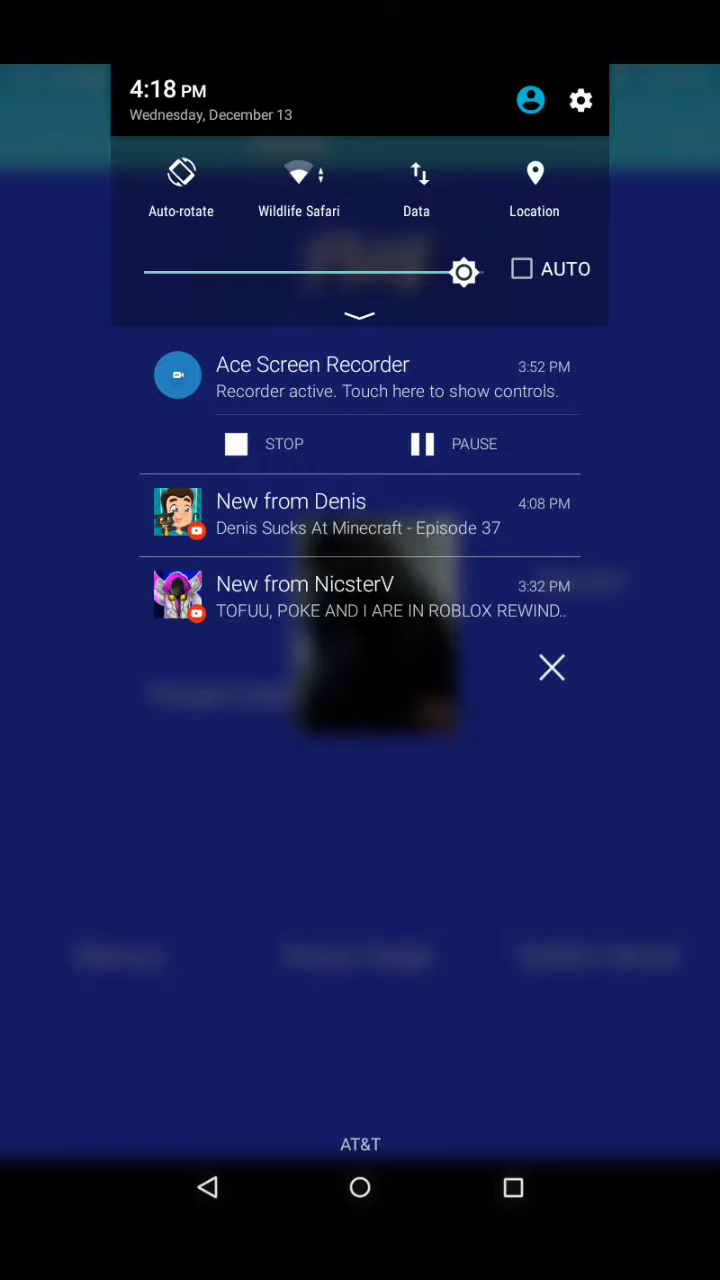 4:18 PM
Wednesday, December 13
Auto-rotate
Wildlife Safari
Data
Location
AUTO
Ace Screen Recorder
3:52 PM
Recorder active. Touch here to show controls.
STOP
PAUSE
New from Denis
4:08 PM
Denis Sucks At Minecraft - Episode 37
New from NicsterV
3:32 PM
TOFUU, POKE AND I ARE IN ROBLOX REWIND..
AT&T